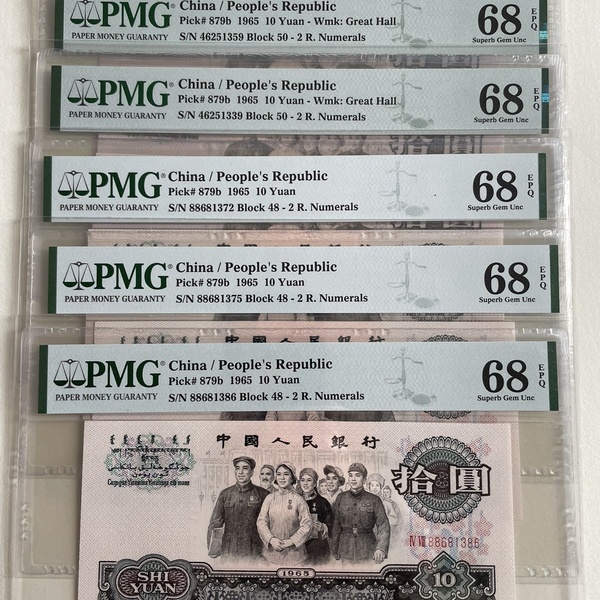 PMG
PAPER MONEY GUARANTY
China / People's Republic
Pick# 879b 1965 10 Yuan - Wmk: Great Hall
S/N 46251359 Block 50 - 2 R. Numerals
68 EPQ
Superb Gem Unc
PMG
PAPER MONEY GUARANTY
China / People's Republic
Pick# 879b 1965 10 Yuan - Wmk: Great Hall
S/N 46251339 Block 50 - 2 R. Numerals
68 EPQ
Superb Gem Unc
PMG
PAPER MONEY GUARANTY
China / People's Republic
Pick# 879b 1965 10 Yuan
S/N 88681372 Block 48 - 2 R. Numerals
68 EPQ
Superb Gem Unc
PMG
PAPER MONEY GUARANTY
China / People's Republic
Pick# 879b 1965 10 Yuan
S/N 88681375 Block 48 - 2 R. Numerals
68 EPQ
Superb Gem Unc
PMG
PAPER MONEY GUARANTY
China / People's Republic
Pick# 879b 1965 10 Yuan
S/N 88681386 Block 48 - 2 R. Numerals
68 EPQ
Superb Gem Unc
中國人民銀行
拾圓
88681386
SHI
YUAN
1965
10